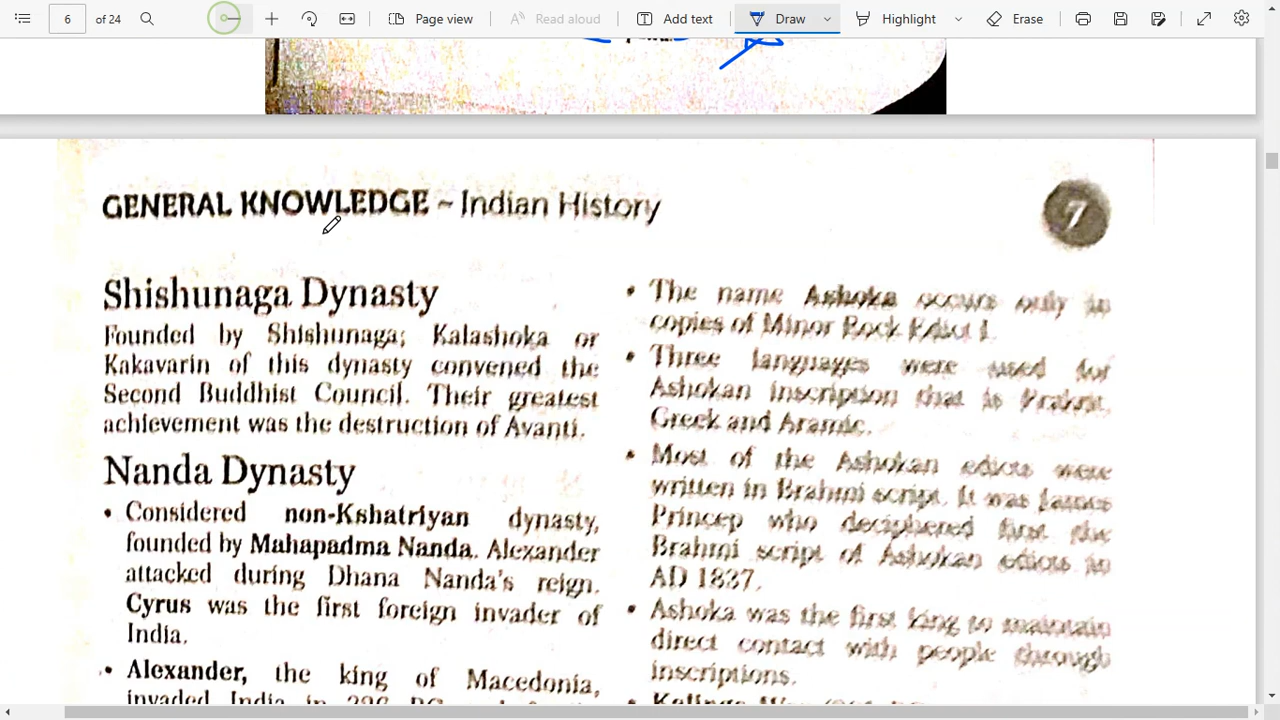 6
of 24
Page view
Read aloud
Add text
Draw
Highlight
Erase
GENERAL KNOWLEDGE ~ Indian History
7
Shishunaga Dynasty
Founded by Shishunaga; Kalashoka or
Kakavarin of this dynasty convened the
Second Buddhist Council. Their greatest
achievement was the destruction of Avanti.
Nanda Dynasty
• Considered non-Kshatriyan dynasty,
founded by Mahapadma Nanda. Alexander
attacked during Dhana Nanda's reign.
Cyrus was the first foreign invader of
India.
• Alexander, the king of Macedonia,
invaded India in
• The name Ashoka occurs only in
copies of Minor Rock Edict I.
• Three languages were used for
Ashokan inscription that is Prakrit,
Greek and Aramic.
• Most of the Ashokan edicts were
written in Brahmi script. It was James
Princep who deciphered first the
Brahmi script of Ashokan edicts in
AD 1837.
• Ashoka was the first king to maintain
direct contact with people through
inscriptions.